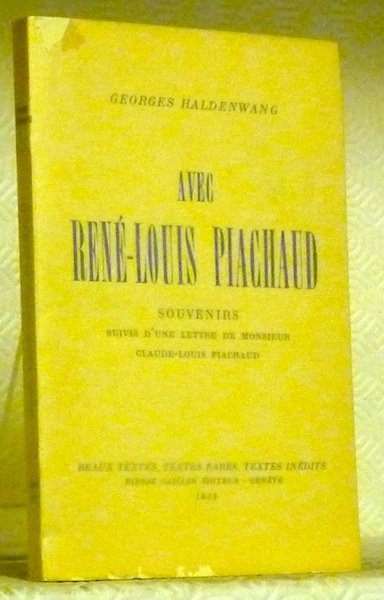 GEORGES HALDENWANG
AVEC
RENÉ-LOUIS PIACHAUD
SOUVENIRS
SUIVIS D'UNE LETTRE DE MONSIEUR
CLAUDE-LOUIS PIACHAUD
BEAUX TEXTES, TEXTES RARES, TEXTES INÉDITS
PIERRE CAILLER ÉDITEUR - GENÈVE